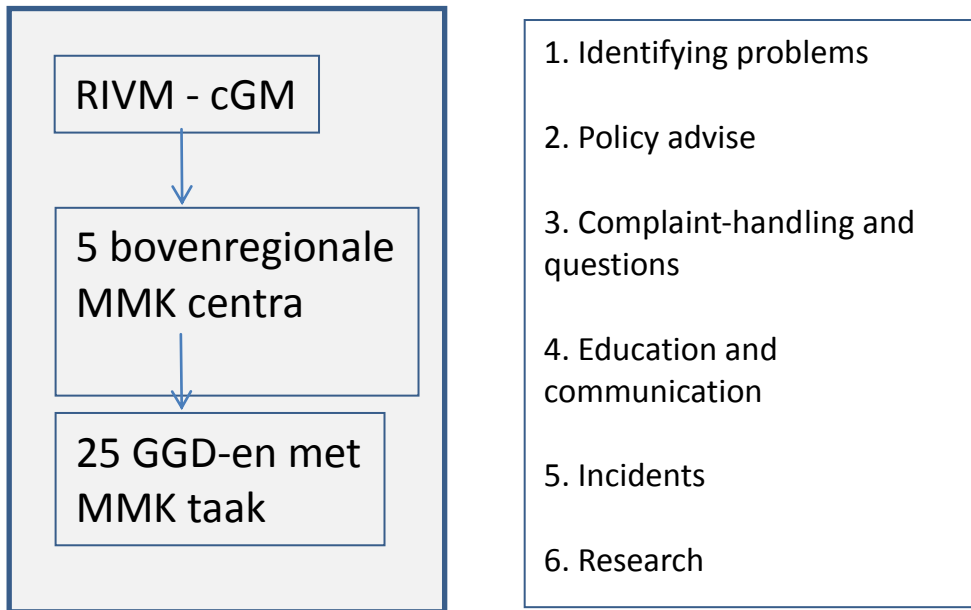 RIVM - cGM
5 bovenregionale
MMK centra
25 GGD-en met
MMK taak
1. Identifying problems
2. Policy advise
3. Complaint-handling and
questions
4. Education and
communication
5. Incidents
6. Research